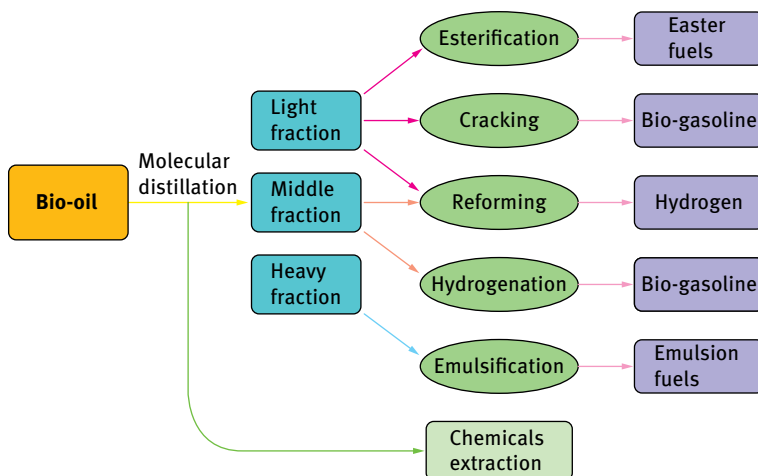 Esterification
Easter
fuels
Light
fraction
Cracking
Bio-gasoline
Molecular
distillation
Bio-oil
Middle
fraction
Reforming
Hydrogen
Heavy
fraction
Hydrogenation
Bio-gasoline
Emulsification
Emulsion
fuels
Chemicals
extraction